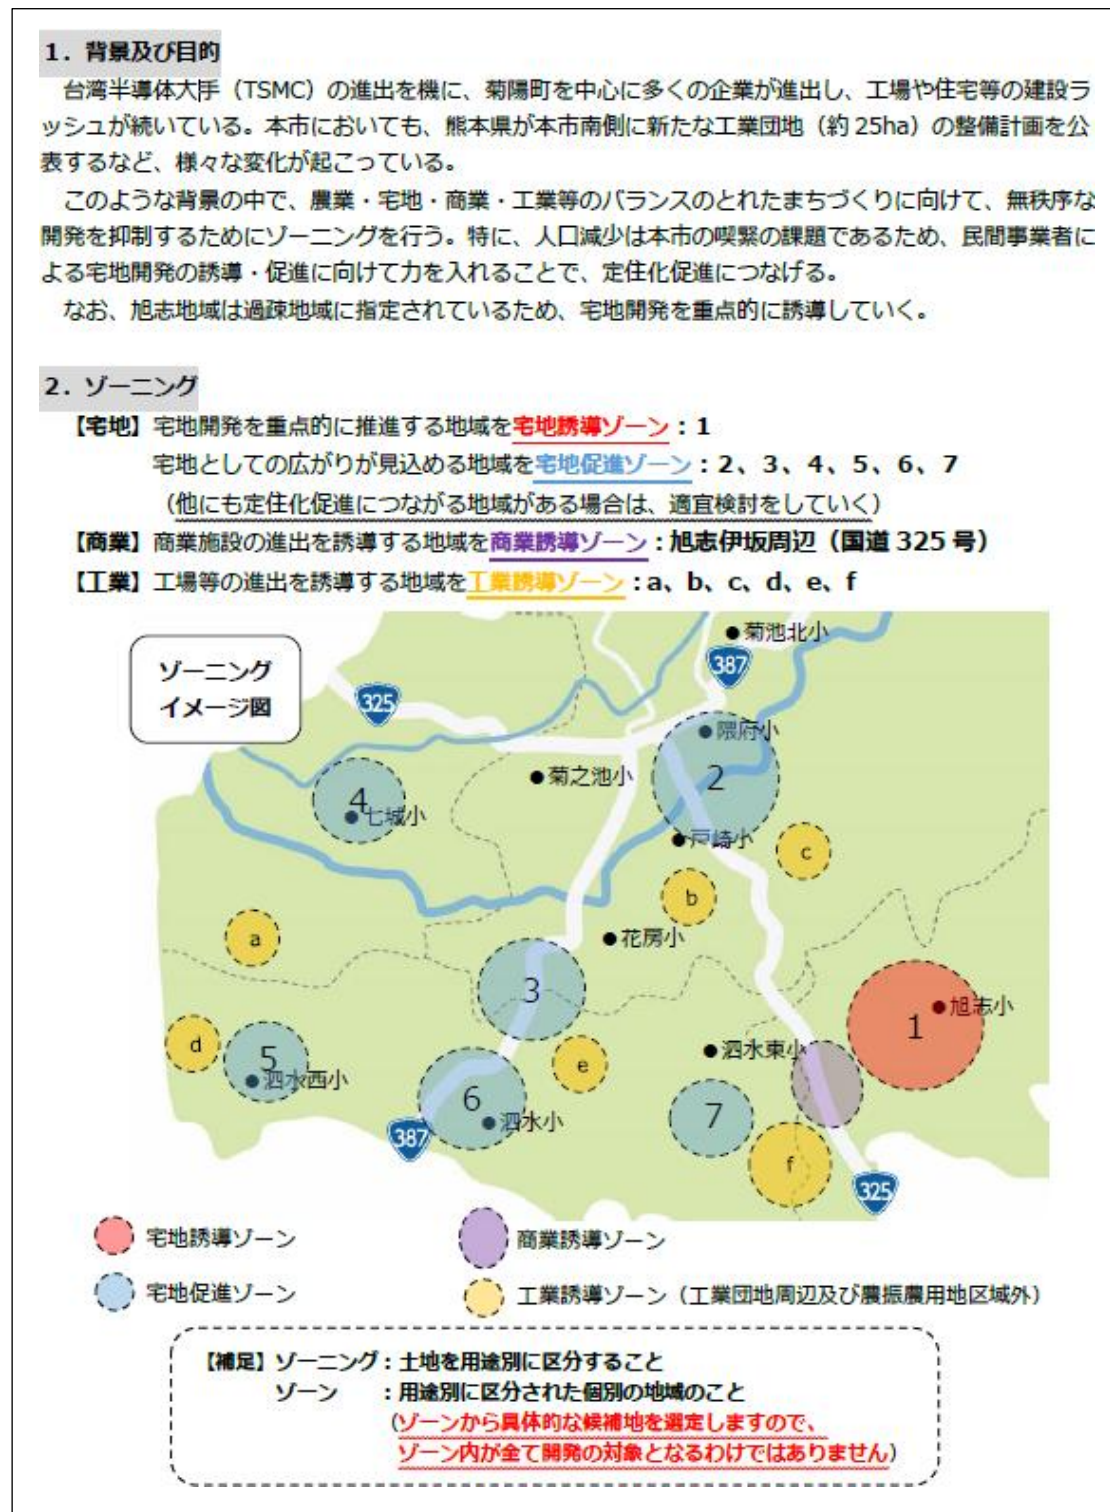 1. 背景及び目的
台湾半導体大手(TSMC)の進出を機に、菊陽町を中心に多くの企業が進出し、工場や住宅等の建設ラ
ッシュが続いている。本市においても、熊本県が本市南側に新たな工業団地(約 25ha)の整備計画を公
表するなど、様々な変化が起こっている。
このような背景の中で、農業・宅地・商業・工業等のバランスのとれたまちづくりに向けて、無秩序な
開発を抑制するためにゾーニングを行う。特に、人口減少は本市の喫緊の課題であるため、民間事業者に
よる宅地開発の誘導・促進に向けて力を入れることで、定住化促進につなげる。
なお、旭志地域は過疎地域に指定されているため、宅地開発を重点的に誘導していく。
2. ゾーニング
【宅地】宅地開発を重点的に推進する地域を宅地誘導ゾーン:1
宅地としての広がりが見込める地域を宅地促進ゾーン:2、3、4、5、6、7
(他にも定住化促進につながる地域がある場合は、適宜検討をしていく)
【商業】商業施設の進出を誘導する地域を商業誘導ゾーン:旭志伊坂周辺(国道 325 号)
【工業】工場等の進出を誘導する地域を工業誘導ゾーン:a、b、c、d、e、f
ゾーニング
イメージ図
菊池北小
387
325
隈府小
菊之池小
2
4
七城小
戸崎小
c
b
a
花房小
3
旭志小
1
d
5
泗水西小
泗水東小
e
6
泗水小
7
387
f
325
宅地誘導ゾーン
商業誘導ゾーン
宅地促進ゾーン
工業誘導ゾーン(工業団地周辺及び農振農用地区域外)
【補足】ゾーニング:土地を用途別に区分すること
ゾーン :用途別に区分された個別の地域のこと
(ゾーンから具体的な候補地を選定しますので、
ゾーン内が全て開発の対象となるわけではありません)